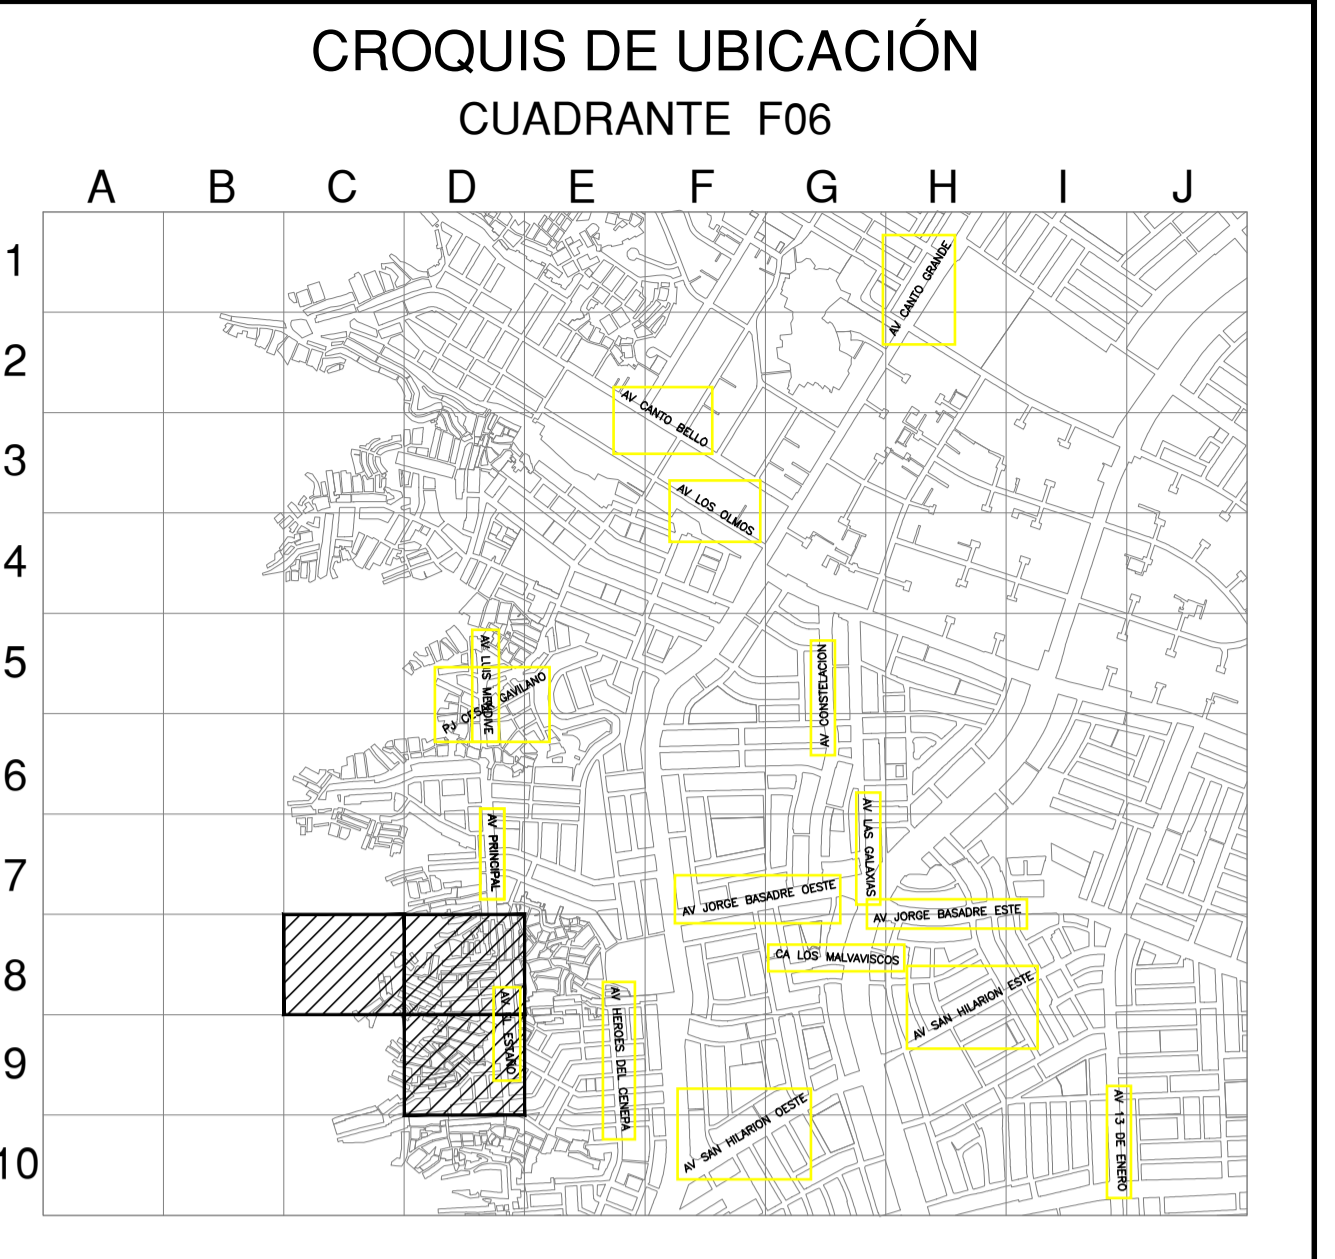 CROQUIS DE UBICACIÓN
CUADRANTE F06
A B C D E F G H I J
1
AV CANTO GRANDE
2
AV CANTO BELLO
3
AV LOS OLMOS
4
5
AV LUIS
GAVILANO
PJ
AV CONSTELACION
6
AV LAS GALAXIAS
AV PRINCIPAL
7
AV JORGE BASADRE OESTE
AV JORGE BASADRE ESTE
CA LOS MALVAVISCOS
8
AV SAN HILARION ESTE
AV ESTAÑO
AV HEROES DEL CENEPA
9
AV SAN HILARION OESTE
AV 13 DE ENERO
10